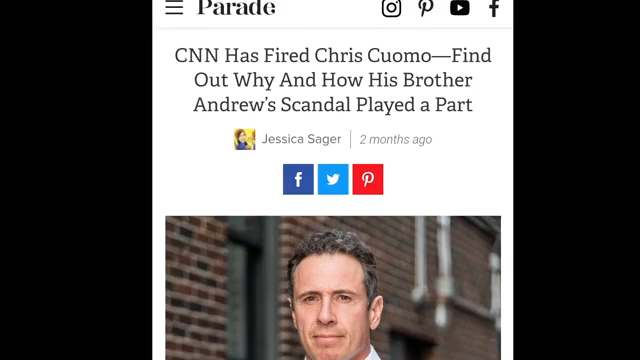 Parade
CNN Has Fired Chris Cuomo—Find
Out Why And How His Brother
Andrew's Scandal Played a Part
Jessica Sager | 2 months ago